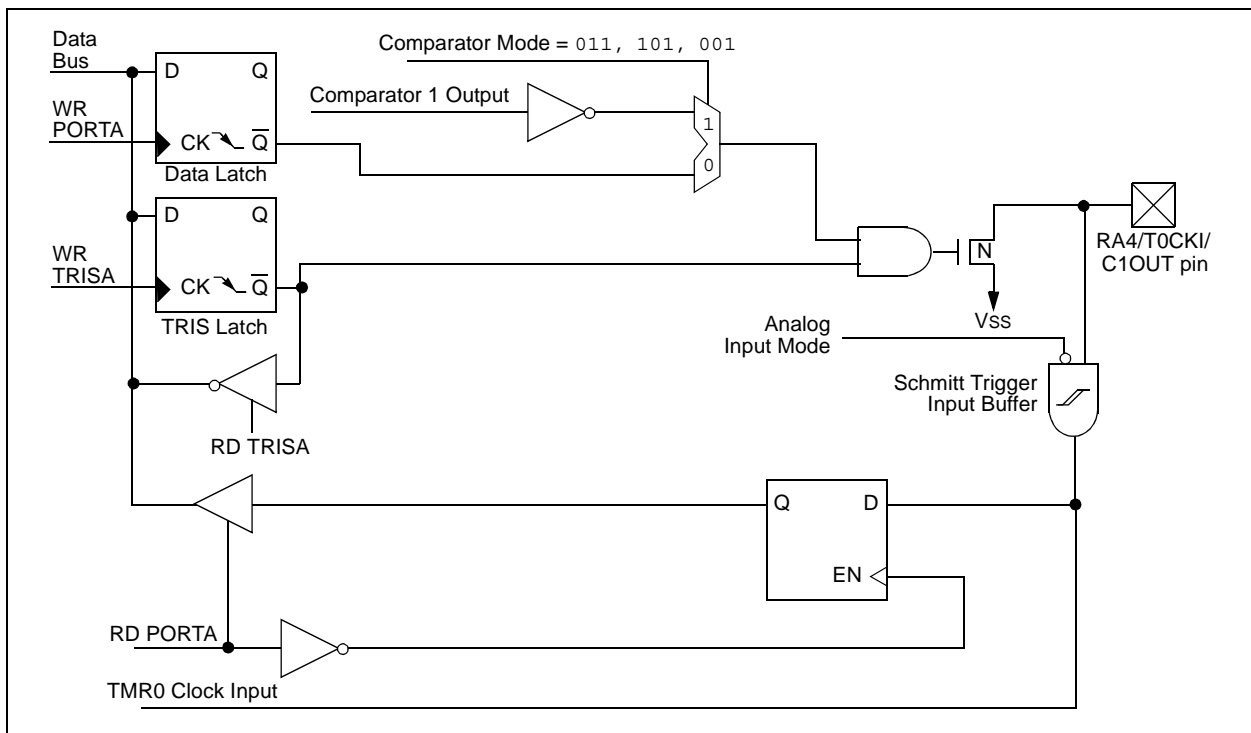 Data
Bus
WR
PORTA
D
Q
CK
Q
Data Latch
Comparator Mode = 011, 101, 001
Comparator 1 Output
1
0
WR
TRISA
D
Q
CK
Q
TRIS Latch
RD TRISA
N
VSS
RA4/T0CKI/
C1OUT pin
Analog
Input Mode
Schmitt Trigger
Input Buffer
Q
D
EN
RD PORTA
TMR0 Clock Input